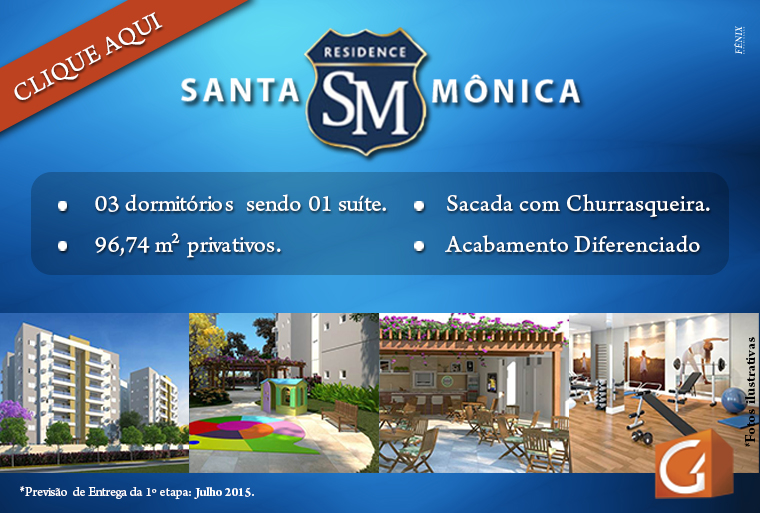 CLIQUE AQUI
RESIDENCE
SANTA SM MÔNICA
FÊNIX
03 dormitórios sendo 01 suíte.
96,74 m² privativos.
Sacada com Churrasqueira.
Acabamento Diferenciado
*Fotos ilustrativas
*Previsão de Entrega da 1º etapa: Julho 2015.
G